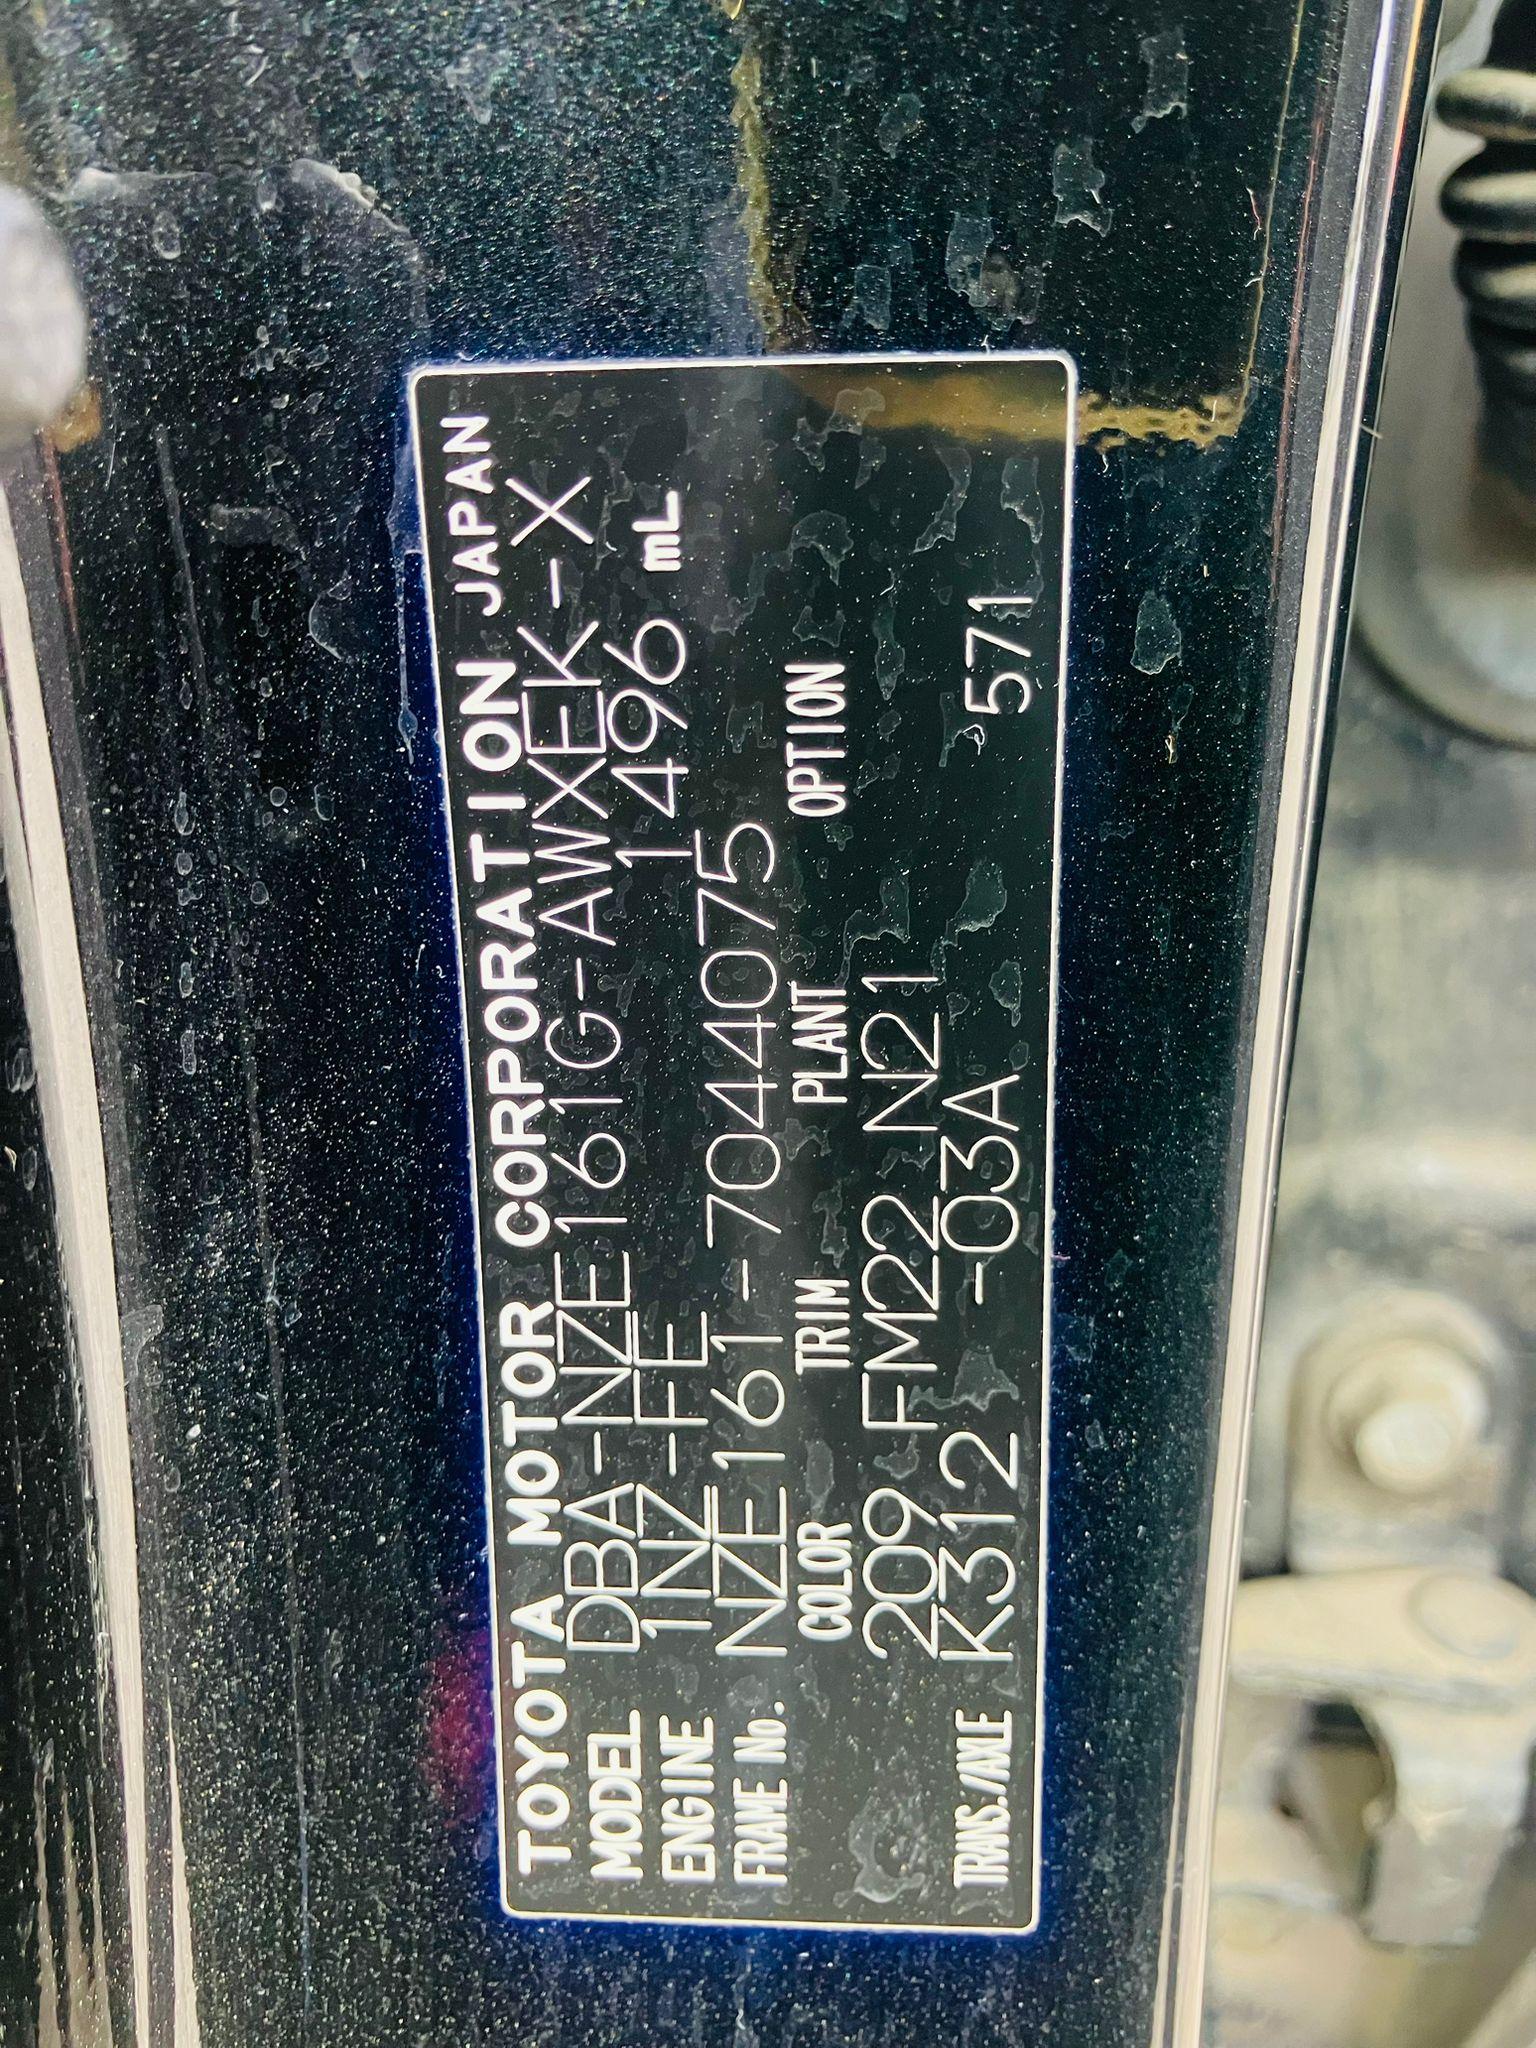 TOYOTA MOTOR CORPORATION JAPAN
MODEL DBA-NZE161G-AWXEK-X
ENGINE 1NZ-FE 1496 mL
FRAME No. NZE161-7044075
COLOR TRIM PLANT OPTION
209 FM22 N21
TRANS./AXLE K312 -03A 571